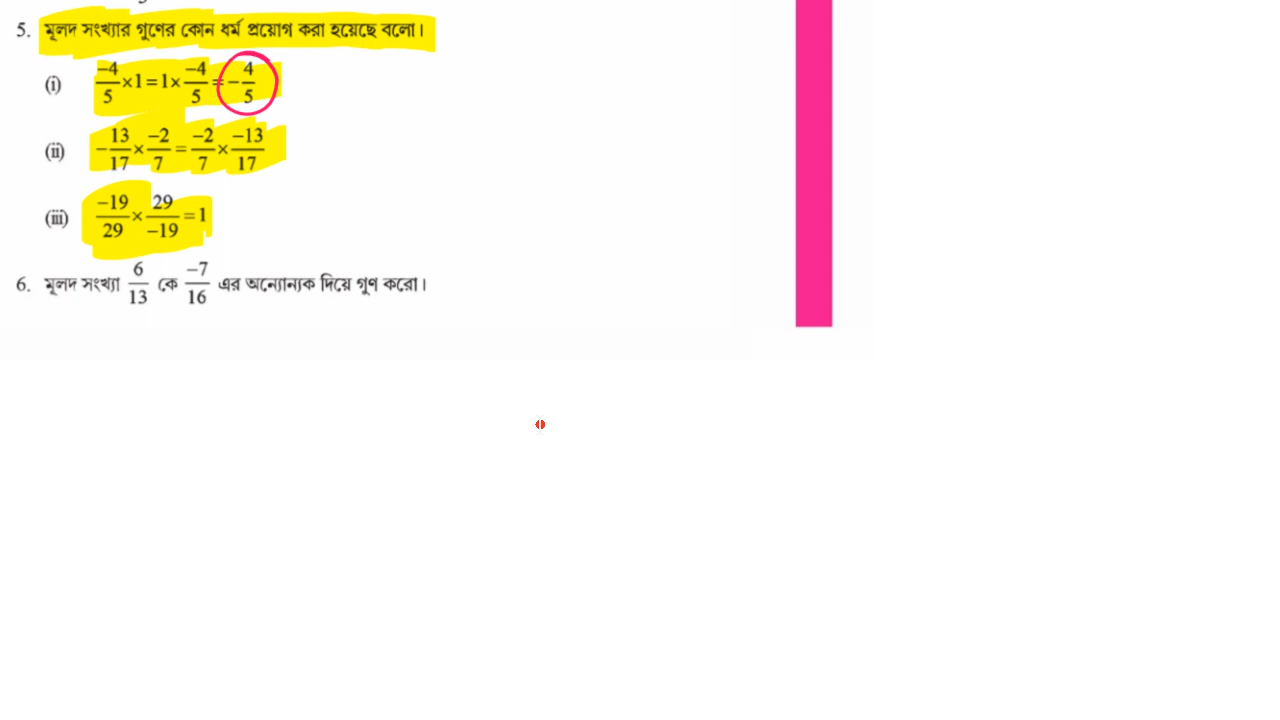 5. মূলদ সংখ্যার গুণের কোন ধর্ম প্রয়োগ করা হয়েছে বলো।
(i) −4/5 × 1 = 1 × −4/5 = − 4/5
(ii) − 13/17 × −2/7 = −2/7 × −13/17
(iii) −19/29 × 29/−19 = 1
6. মূলদ সংখ্যা 6/13 কে −7/16 এর অন্যোন্যক দিয়ে গুণ করো।